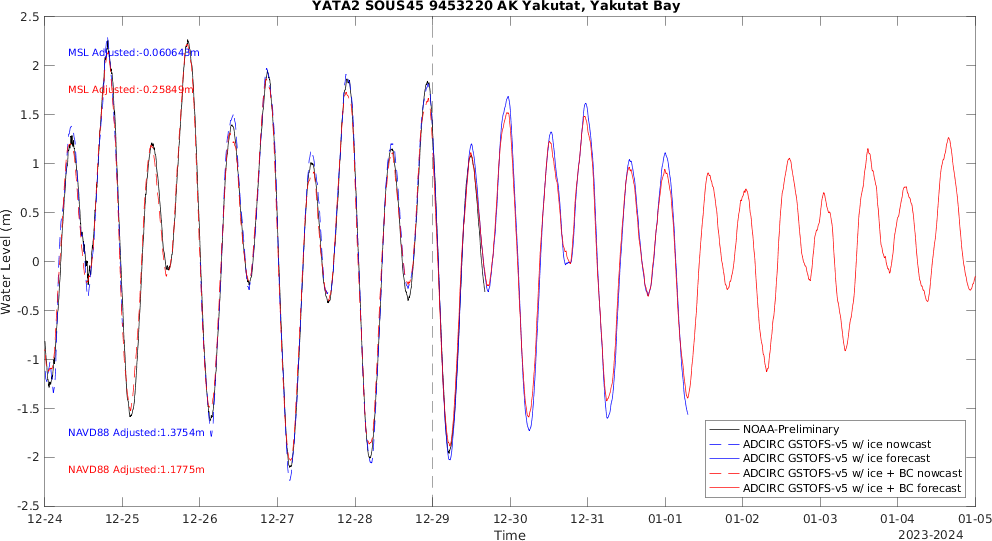 YATA2 SOUS45 9453220 AK Yakutat, Yakutat Bay
2.5
2
1.5
1
0.5
0
-0.5
-1
-1.5
-2
-2.5
Water Level (m)
MSL Adjusted:-0.060643m
MSL Adjusted:-0.25849m
NAVD88 Adjusted:1.3754m
NAVD88 Adjusted:1.1775m
NOAA-Preliminary
ADCIRC GSTOFS-v5 w/ ice nowcast
ADCIRC GSTOFS-v5 w/ ice forecast
ADCIRC GSTOFS-v5 w/ ice + BC nowcast
ADCIRC GSTOFS-v5 w/ ice + BC forecast
12-24 12-25 12-26 12-27 12-28 12-29 12-30 12-31 01-01 01-02 01-03 01-04 01-05
Time
2023-2024